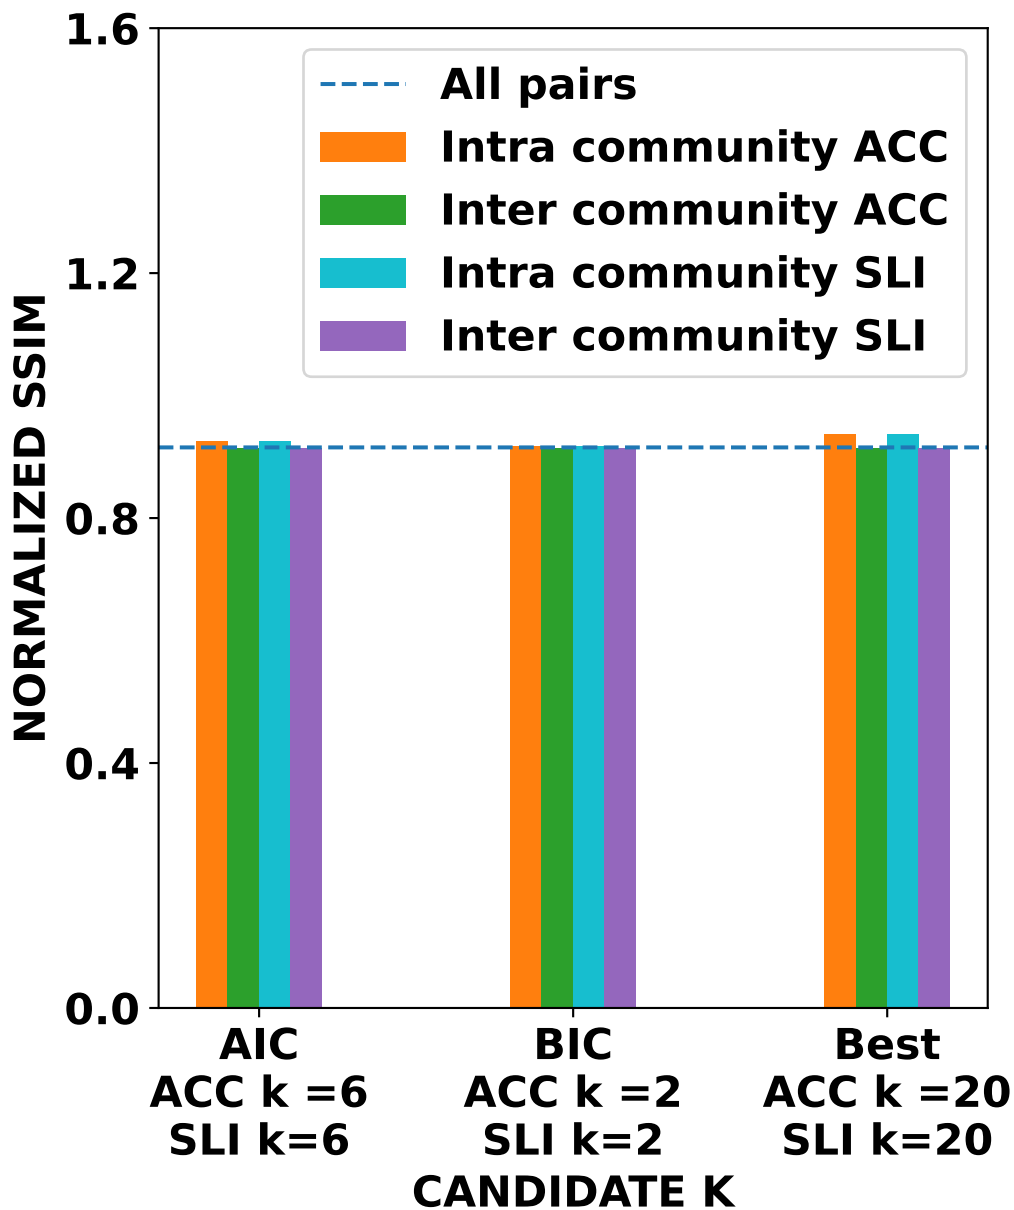 1.6
1.2
0.8
0.4
0.0
NORMALIZED SSIM
All pairs
Intra community ACC
Inter community ACC
Intra community SLI
Inter community SLI
AIC
ACC k =6
SLI k=6
BIC
ACC k =2
SLI k=2
Best
ACC k =20
SLI k=20
CANDIDATE K